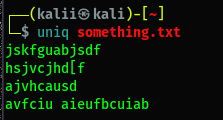 ┌──(kalii㉿kali)-[~]
└─$ uniq something.txt
jskfguabjsdf
hsjvcjhd[f
ajvhcausd
avfciu aieufbcuiab